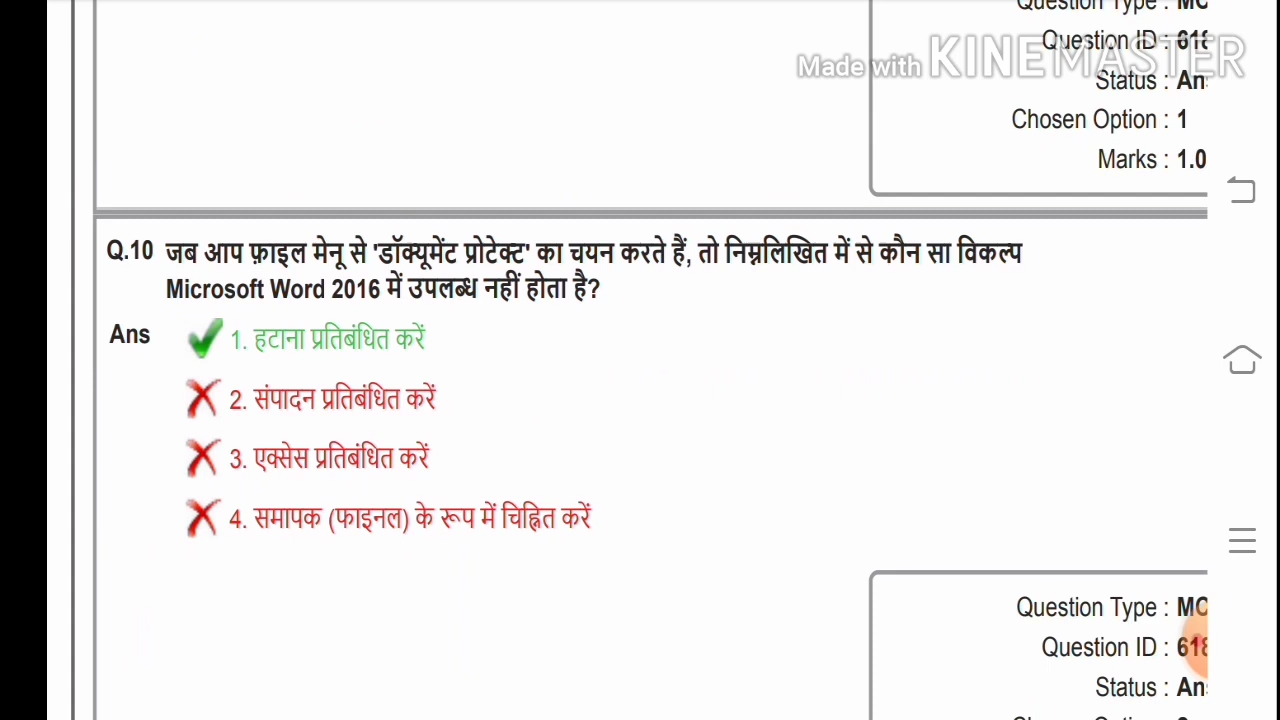 Question Type : MC
Question ID : 618
Made with KINEMASTER
Status : An
Chosen Option : 1
Marks : 1.0
Q.10 जब आप फ़ाइल मेनू से 'डॉक्यूमेंट प्रोटेक्ट' का चयन करते हैं, तो निम्नलिखित में से कौन सा विकल्प
Microsoft Word 2016 में उपलब्ध नहीं होता है?
Ans 1. हटाना प्रतिबंधित करें
2. संपादन प्रतिबंधित करें
3. एक्सेस प्रतिबंधित करें
4. समापक (फाइनल) के रूप में चिह्नित करें
Question Type : MC
Question ID : 618
Status : An